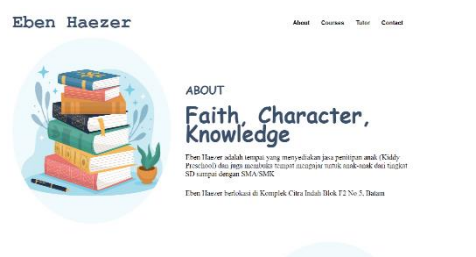 Eben Haezer
About Courses Tutor Contact
ABOUT
Faith, Character,
Knowledge
Eben Haezer adalah tempat yang menyediakan jasa penitipan anak (Kiddy
Preschool) dan juga membuka tempat mengajar untuk anak-anak dari tingkat
SD sampai dengan SMA/SMK
Eben Haezer berlokasi di Komplek Citra Indah Blok F2 No 5, Batam